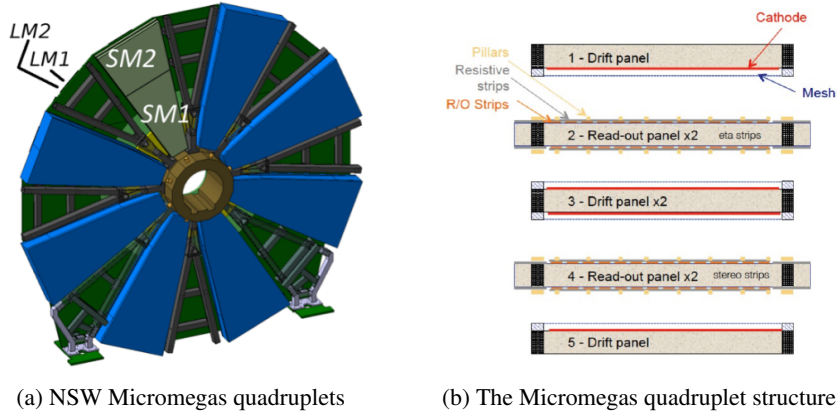 LM2
LM1
SM2
SM1
Cathode
1 - Drift panel
Pillars
Resistive
strips
Mesh
R/O Strips
2 - Read-out panel x2 eta strips
3 - Drift panel x2
4 - Read-out panel x2 stereo strips
5 - Drift panel
(a) NSW Micromegas quadruplets
(b) The Micromegas quadruplet structure